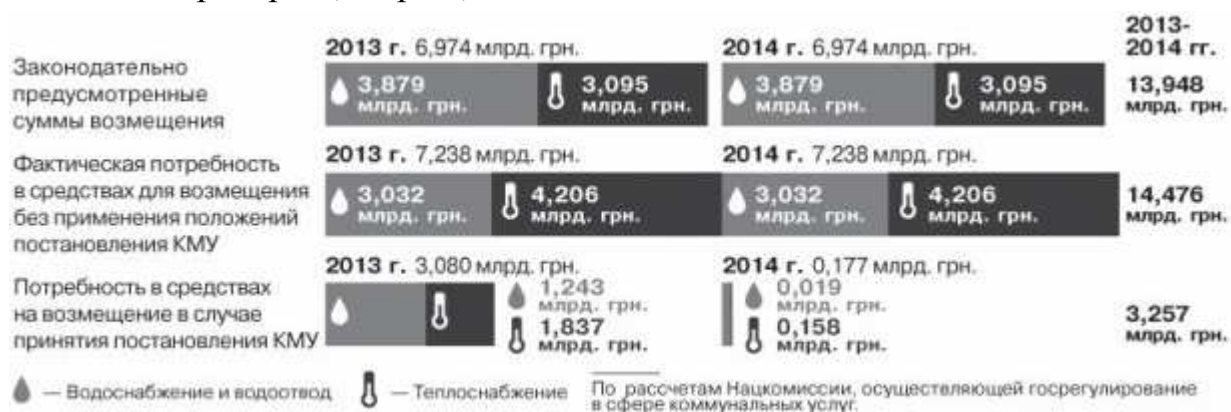 2013-
2014 гг.
Законодательно
предусмотренные
суммы возмещения
2013 г. 6,974 млрд. грн.
3,879
млрд. грн.
3,095
млрд. грн.
2014 г. 6,974 млрд. грн.
3,879
млрд. грн.
3,095
млрд. грн.
13,948
млрд. грн.
Фактическая потребность
в средствах для возмещения
без применения положений
постановления КМУ
2013 г. 7,238 млрд. грн.
3,032
млрд. грн.
4,206
млрд. грн.
2014 г. 7,238 млрд. грн.
3,032
млрд. грн.
4,206
млрд. грн.
14,476
млрд. грн.
Потребность в средствах
на возмещение в случае
принятия постановления КМУ
2013 г. 3,080 млрд. грн.
1,243
млрд. грн.
1,837
млрд. грн.
2014 г. 0,177 млрд. грн.
0,019
млрд. грн.
0,158
млрд. грн.
3,257
млрд. грн.
— Водоснабжение и водоотвод
— Теплоснабжение
По рассчетам Нацкомиссии, осуществляющей госрегулирование
в сфере коммунальных услуг.